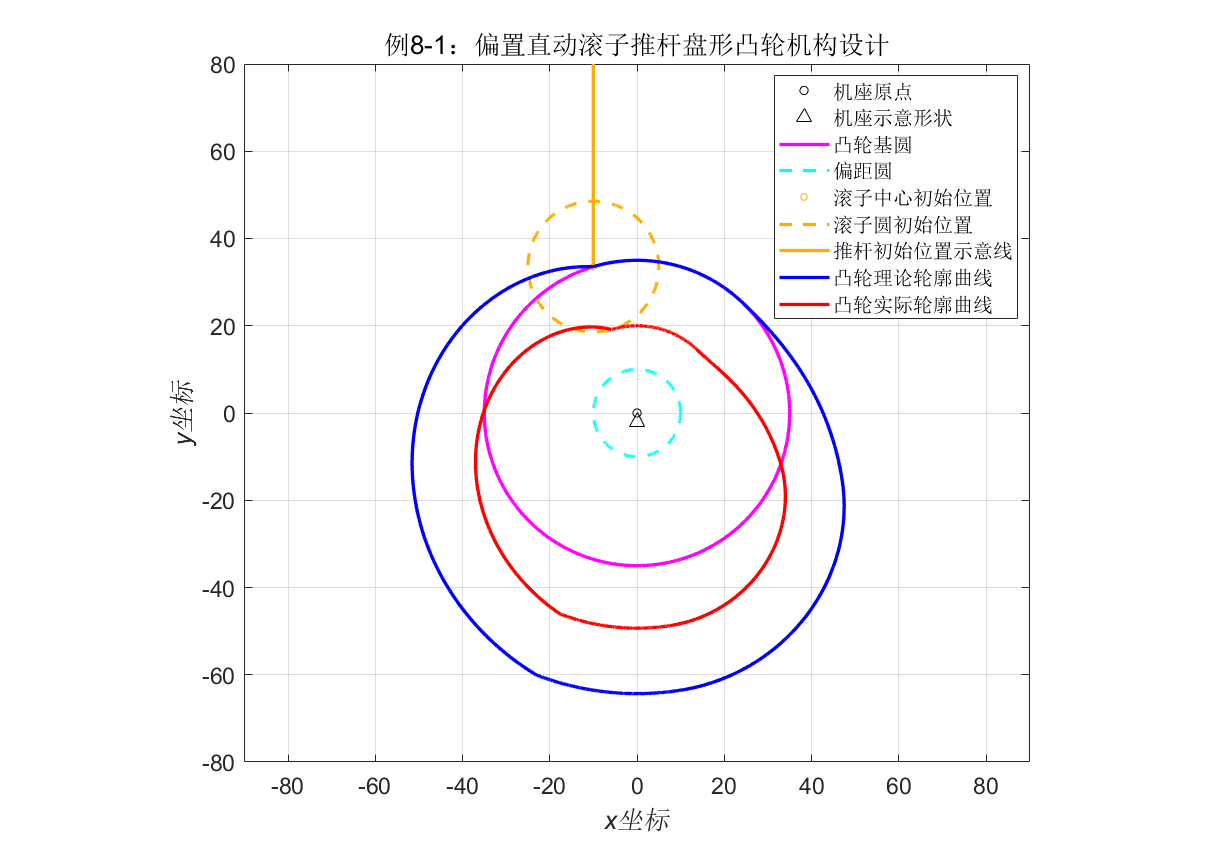 例8-1：偏置直动滚子推杆盘形凸轮机构设计
机座原点
机座示意形状
凸轮基圆
偏距圆
滚子中心初始位置
滚子圆初始位置
推杆初始位置示意线
凸轮理论轮廓曲线
凸轮实际轮廓曲线
80
60
40
20
0
-20
-40
-60
-80
y坐标
-80
-60
-40
-20
0
20
40
60
80
x坐标